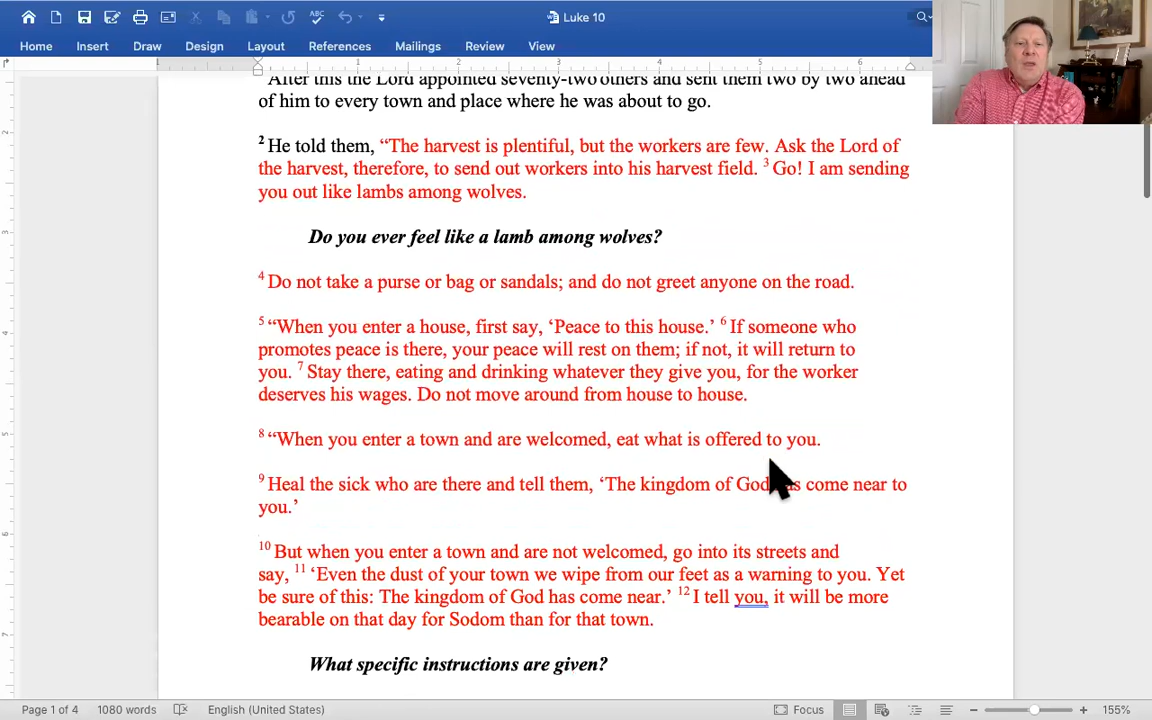 Luke 10
Home Insert Draw Design Layout References Mailings Review View
1 1 2 3 4 5 6
After this the Lord appointed seventy-two others and sent them two by two ahead
of him to every town and place where he was about to go.
2 He told them, “The harvest is plentiful, but the workers are few. Ask the Lord of
the harvest, therefore, to send out workers into his harvest field. 3 Go! I am sending
you out like lambs among wolves.
Do you ever feel like a lamb among wolves?
4 Do not take a purse or bag or sandals; and do not greet anyone on the road.
5 “When you enter a house, first say, ‘Peace to this house.’ 6 If someone who
promotes peace is there, your peace will rest on them; if not, it will return to
you. 7 Stay there, eating and drinking whatever they give you, for the worker
deserves his wages. Do not move around from house to house.
8 “When you enter a town and are welcomed, eat what is offered to you.
9 Heal the sick who are there and tell them, ‘The kingdom of God has come near to
you.’
10 But when you enter a town and are not welcomed, go into its streets and
say, 11 ‘Even the dust of your town we wipe from our feet as a warning to you. Yet
be sure of this: The kingdom of God has come near.’ 12 I tell you, it will be more
bearable on that day for Sodom than for that town.
What specific instructions are given?
Page 1 of 4 1080 words English (United States) Focus 155%